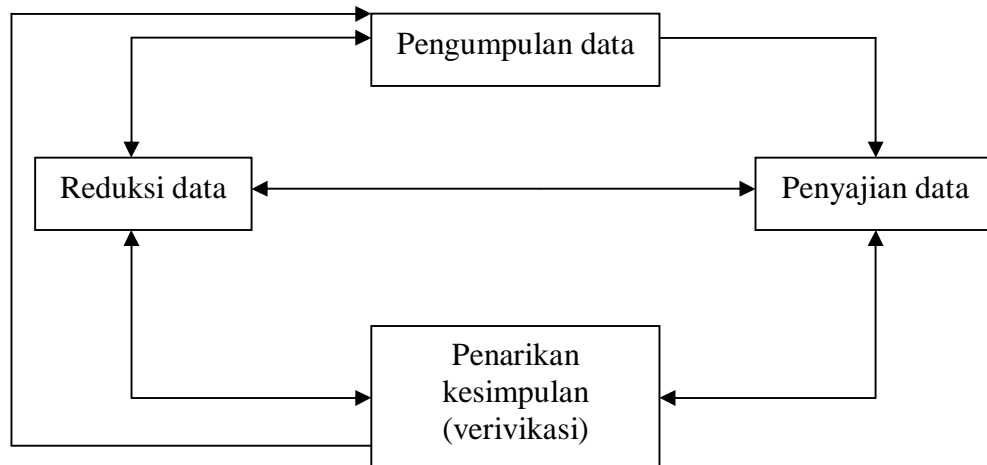 Pengumpulan data
Reduksi data
Penyajian data
Penarikan
kesimpulan
(verivikasi)